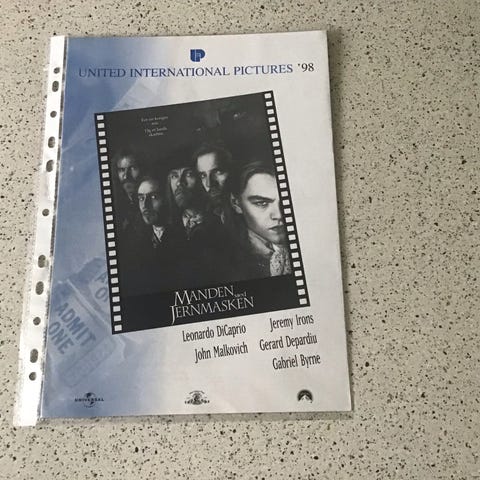 UNITED INTERNATIONAL PICTURES '98
MANDEN med
JERNMASKEN
Leonardo DiCaprio
John Malkovich
Jeremy Irons
Gerard Depardiu
Gabriel Byrne
ADMIT
ONE
UNIVERSAL